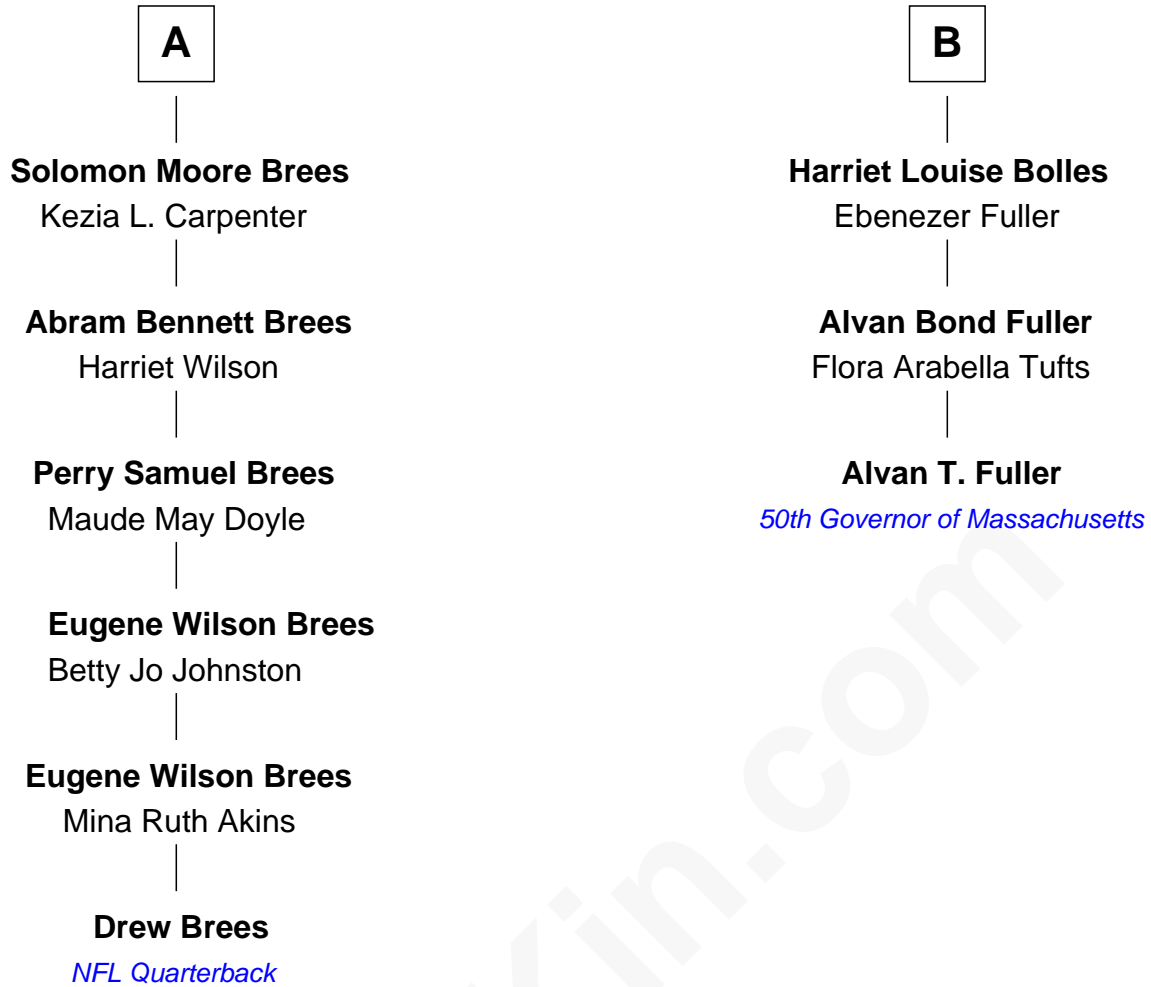 A
Solomon Moore Brees
Kezia L. Carpenter
Abram Bennett Brees
Harriet Wilson
Perry Samuel Brees
Maude May Doyle
Eugene Wilson Brees
Betty Jo Johnston
Eugene Wilson Brees
Mina Ruth Akins
Drew Brees
NFL Quarterback
B
Harriet Louise Bolles
Ebenezer Fuller
Alvan Bond Fuller
Flora Arabella Tufts
Alvan T. Fuller
50th Governor of Massachusetts
Kin.com